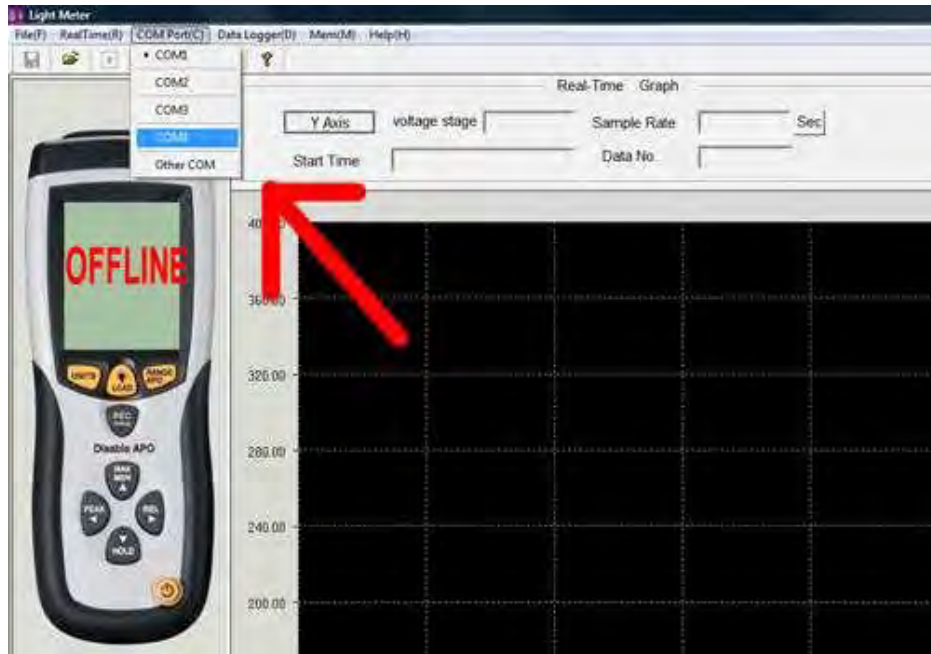 Light Meter
File(F) RealTime(R) COM Port(C) Data Logger(D) Mem(M) Help(H)
• COM1
COM2
COM3
Other COM
?
Real-Time Graph
Y Axis voltage stage Sample Rate Sec
Start Time Data No.
OFFLINE
UNITS LOAD RANGE APO
REC
Disable APO
MAX
MIN
PEAK REL
HOLD
360.00
320.00
280.00
240.00
200.00